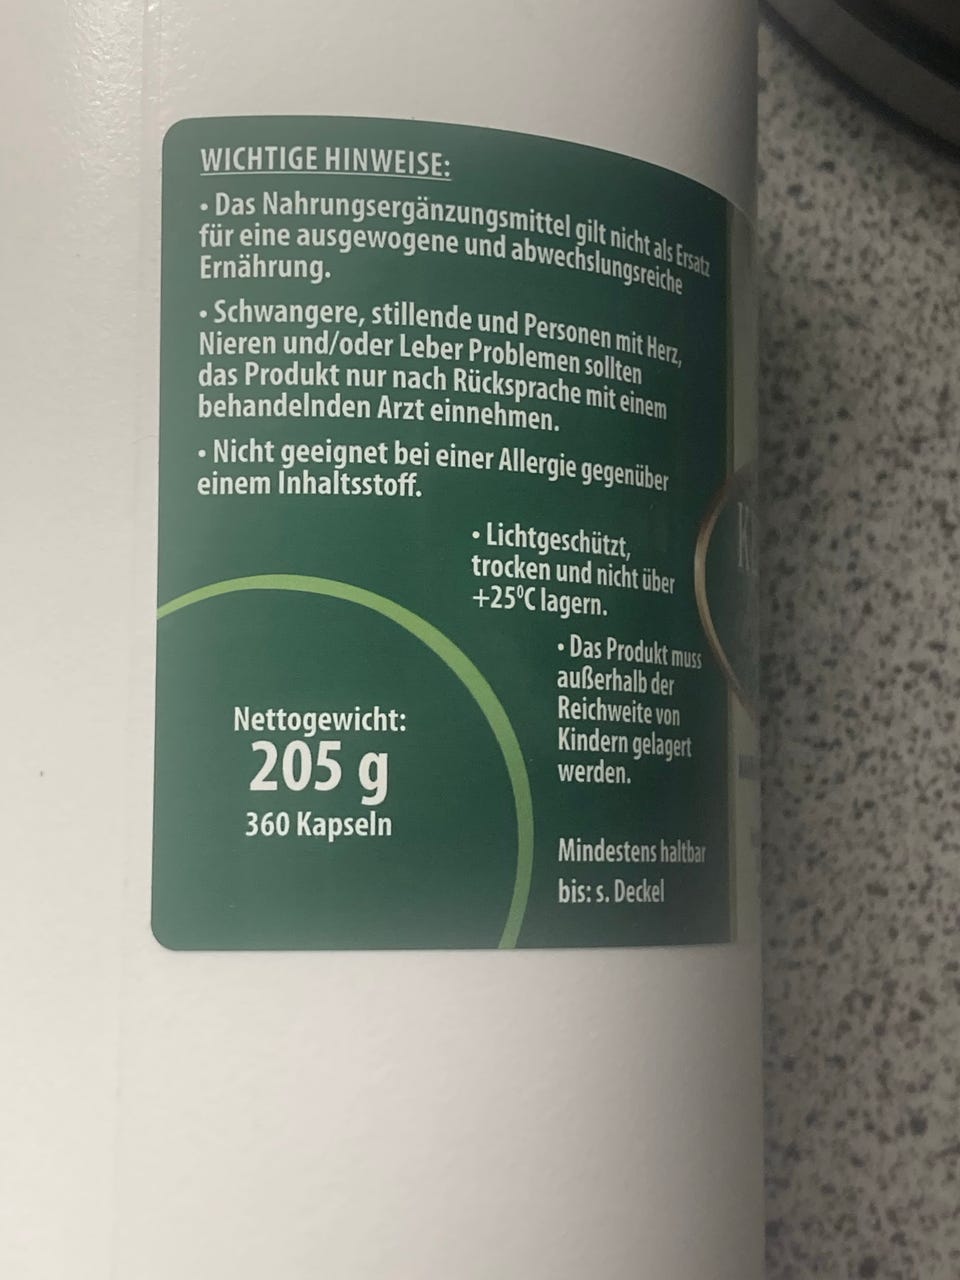 WICHTIGE HINWEISE:
• Das Nahrungsergänzungsmittel gilt nicht als Ersatz
für eine ausgewogene und abwechslungsreiche
Ernährung.
• Schwangere, stillende und Personen mit Herz,
Nieren und/oder Leber Problemen sollten
das Produkt nur nach Rücksprache mit einem
behandelnden Arzt einnehmen.
• Nicht geeignet bei einer Allergie gegenüber
einem Inhaltsstoff.
• Lichtgeschützt,
trocken und nicht über
+25⁰C lagern.
• Das Produkt muss
außerhalb der
Reichweite von
Kindern gelagert
werden.
Nettogewicht:
205 g
360 Kapseln
Mindestens haltbar
bis: s. Deckel